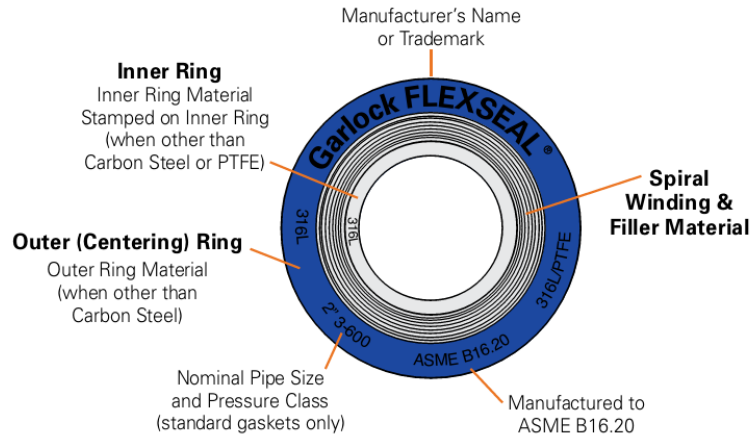 Manufacturer's Name
or Trademark
Inner Ring
Inner Ring Material
Stamped on Inner Ring
(when other than
Carbon Steel or PTFE)
Garlock FLEXSEAL®
Spiral
Winding &
Filler Material
316L
316L
Outer (Centering) Ring
Outer Ring Material
(when other than
Carbon Steel)
316L/PTFE
2" 3-600
ASME B16.20
Nominal Pipe Size
and Pressure Class
(standard gaskets only)
Manufactured to
ASME B16.20